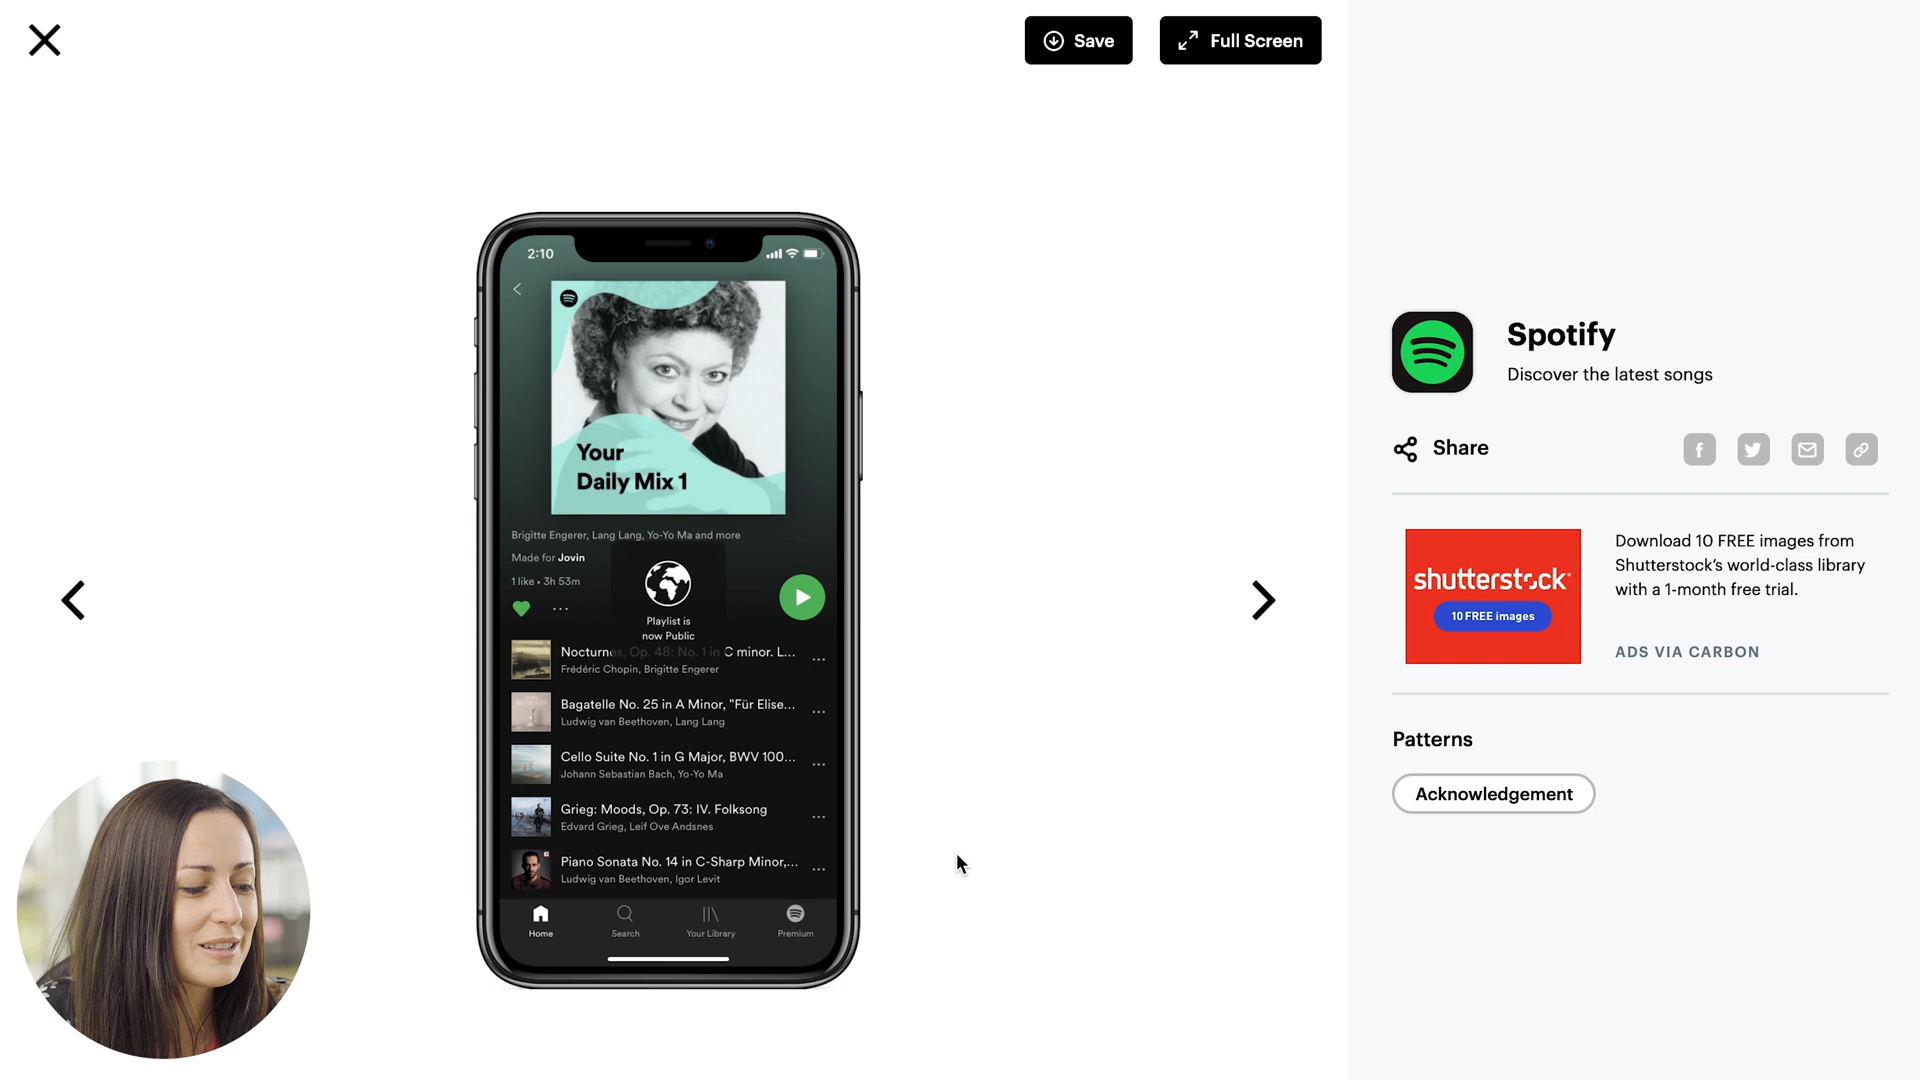 Save
Full Screen
2:10
Your
Daily Mix 1
Brigitte Engerer, Lang Lang, Yo-Yo Ma and more
Made for Jovin
1 like • 3h 53m
Playlist is
now Public
Nocturnes, Op. 48: No. 1 in C minor. L...
Frédéric Chopin, Brigitte Engerer
Bagatelle No. 25 in A Minor, "Für Elise...
Ludwig van Beethoven, Lang Lang
Cello Suite No. 1 in G Major, BWV 100...
Johann Sebastian Bach, Yo-Yo Ma
Grieg: Moods, Op. 73: IV. Folksong
Edvard Grieg, Leif Ove Andsnes
Piano Sonata No. 14 in C-Sharp Minor,...
Ludwig van Beethoven, Igor Levit
Home
Search
Your Library
Premium
Spotify
Discover the latest songs
Share
shutterstock
10 FREE images
Download 10 FREE images from
Shutterstock's world-class library
with a 1-month free trial.
ADS VIA CARBON
Patterns
Acknowledgement